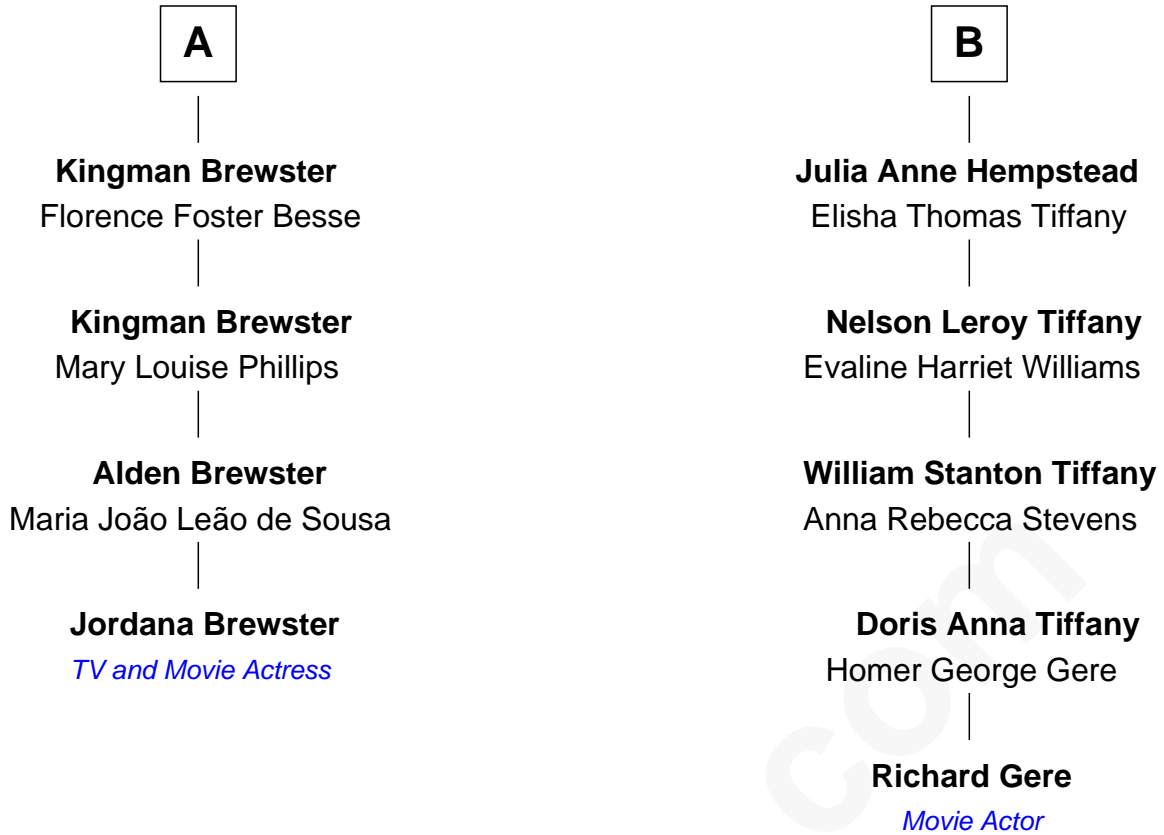 A
Kingman Brewster
Florence Foster Besse
Kingman Brewster
Mary Louise Phillips
Alden Brewster
Maria João Leão de Sousa
Jordana Brewster
TV and Movie Actress
B
Julia Anne Hempstead
Elisha Thomas Tiffany
Nelson Leroy Tiffany
Evaline Harriet Williams
William Stanton Tiffany
Anna Rebecca Stevens
Doris Anna Tiffany
Homer George Gere
Richard Gere
Movie Actor
com